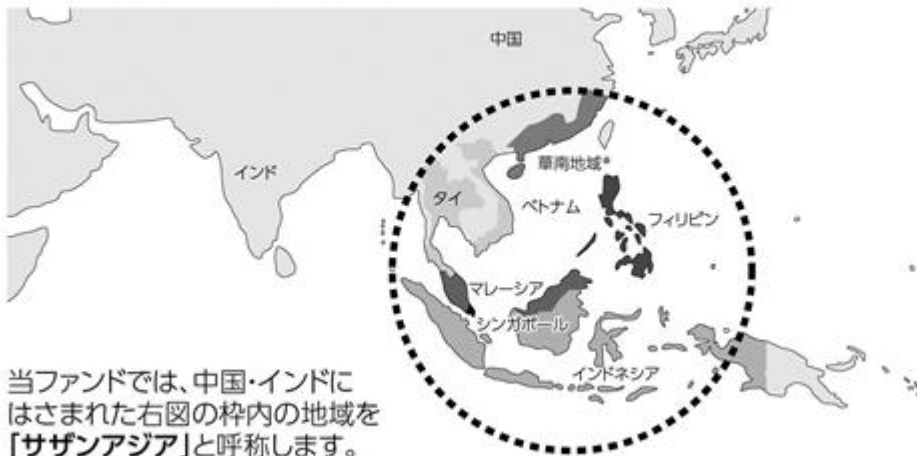 中国
インド
華南地域*
タイ
ベトナム
フィリピン
マレーシア
シンガポール
インドネシア
当ファンドでは、中国・インドに
はさまれた右図の枠内の地域を
「サザンアジア」と呼称します。